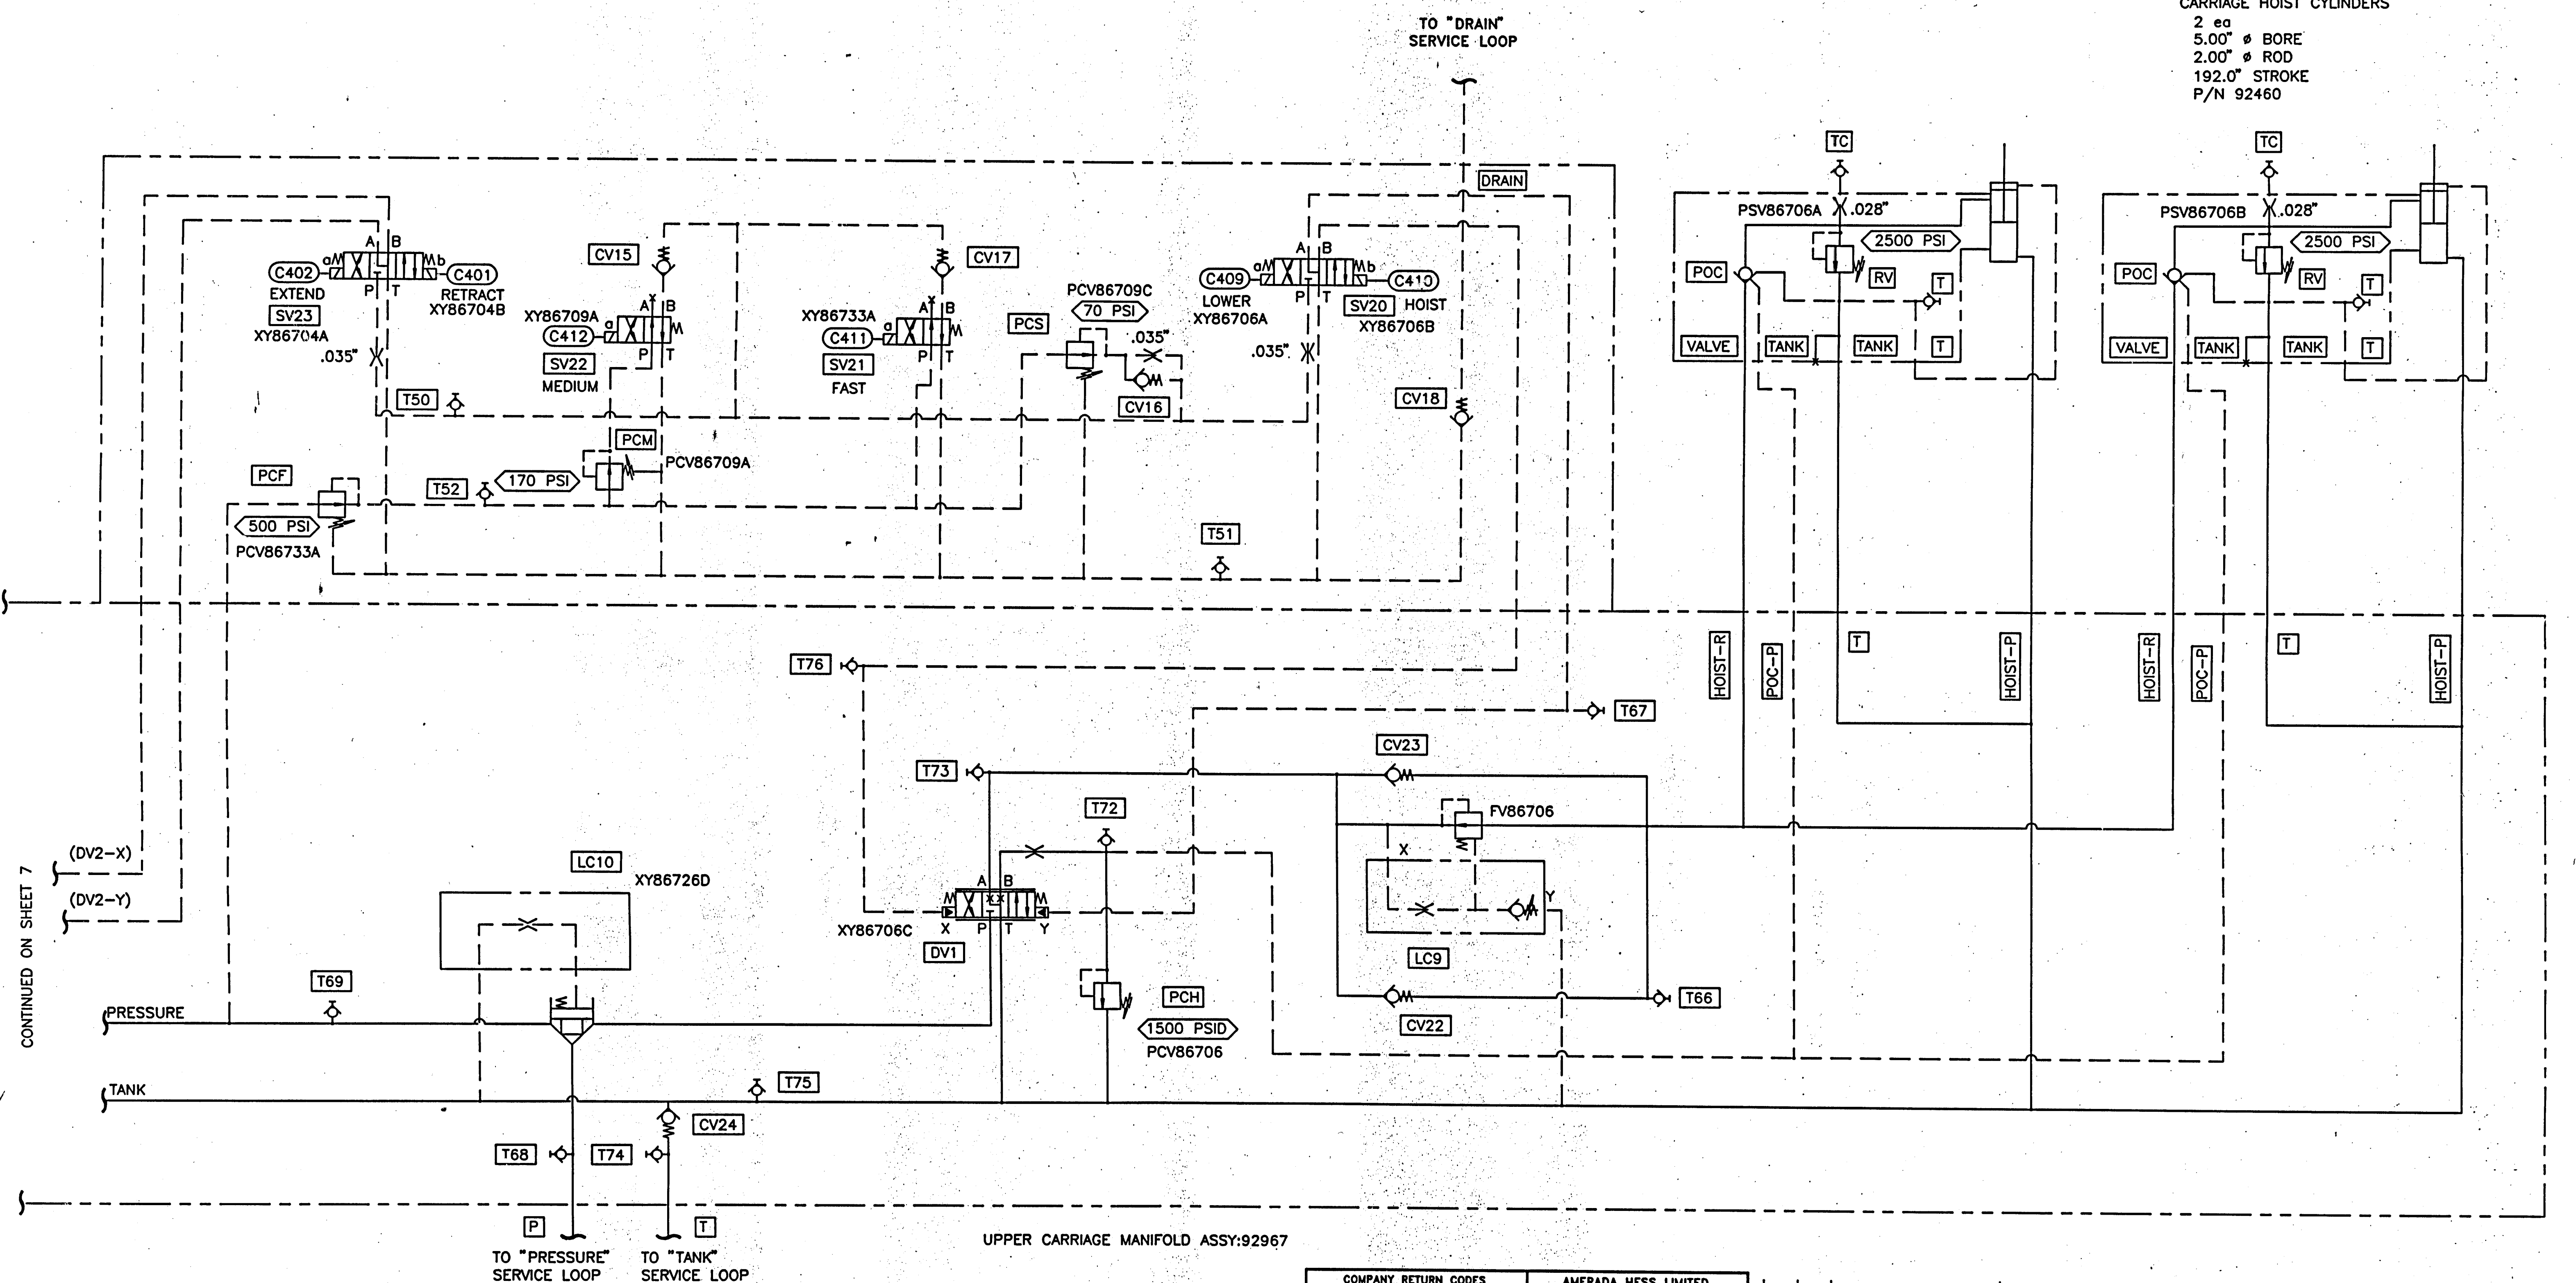 TO "DRAIN"
SERVICE LOOP
CARRIAGE HOIST CYLINDERS
2 ea
5.00" ø BORE
2.00" ø ROD
192.0" STROKE
P/N 92460
TC
TC
DRAIN
PSV86706A
.028"
PSV86706B
.028"
2500 PSI
2500 PSI
A B
a b
C402
C401
EXTEND
RETRACT
XY86704B
SV23
XY86704A
P T
.035"
CV15
XY86709A
C412
a
A B
P T
SV22
MEDIUM
CV17
XY86733A
C411
a
A B
P T
SV21
FAST
PCV86709C
70 PSI
PCS
.035"
CV16
A B
a b
C409
C410
LOWER
XY86706A
SV20
HOIST
XY86706B
P T
.035"
CV18
POC
RV
T
VALVE
TANK
TANK
T
POC
RV
T
VALVE
TANK
TANK
T
T50
PCM
PCV86709A
170 PSI
PCF
T52
500 PSI
PCV86733A
T51
HOIST-R
POC-P
T
HOIST-P
HOIST-R
POC-P
T
HOIST-P
T76
T67
T73
CV23
T72
FV86706
X
Y
LC9
CV22
T66
CONTINUED ON SHEET 7
(DV2-X)
(DV2-Y)
LC10
XY86726D
A B
XY86706C
X P T Y
DV1
T69
PRESSURE
PCH
1500 PSID
PCV86706
TANK
T75
CV24
T68
T74
P
T
TO "PRESSURE"
SERVICE LOOP
TO "TANK"
SERVICE LOOP
UPPER CARRIAGE MANIFOLD ASSY:92967
COMPANY RETURN CODES
AMERADA HESS LIMITED